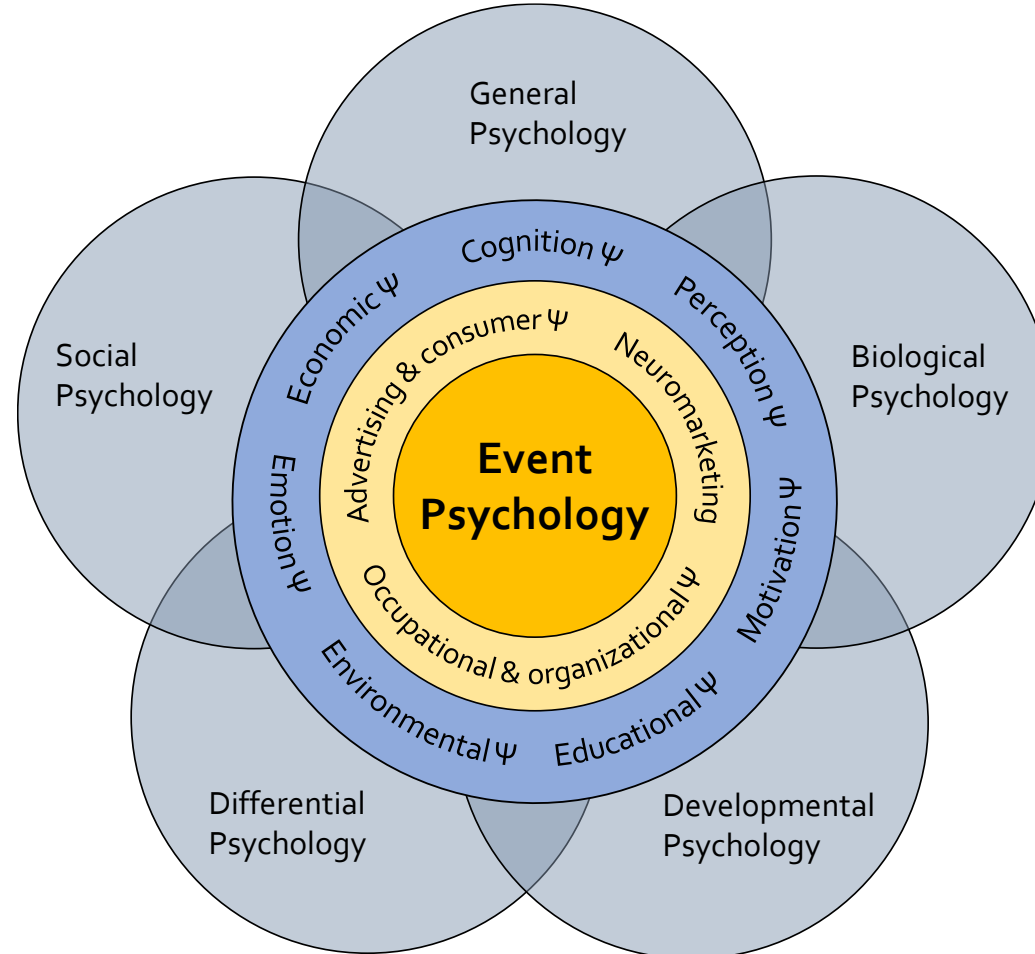 General
Psychology
Social
Psychology
Biological
Psychology
Differential
Psychology
Developmental
Psychology
Cognition Ψ
Perception Ψ
Motivation Ψ
Educational Ψ
Environmental Ψ
Emotion Ψ
Economic Ψ
Advertising & consumer Ψ
Neuromarketing
Occupational & organizational Ψ
Event
Psychology